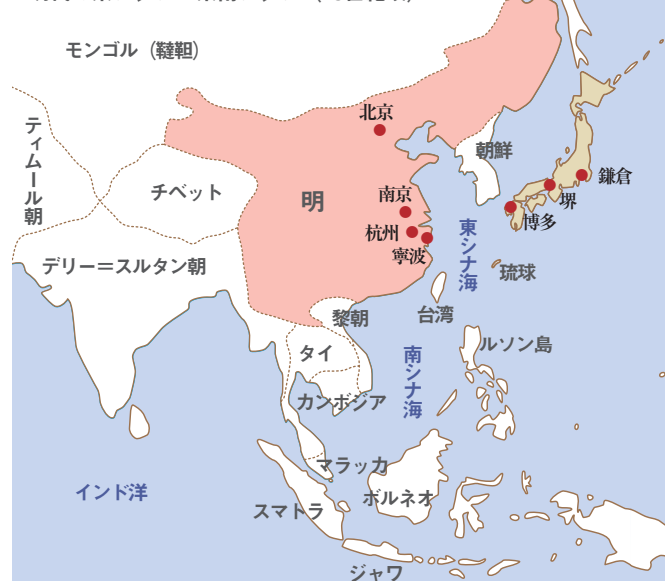 モンゴル（韃靼）
北京
ティムール朝
朝鮮
チベット
明
南京
鎌倉
堺
杭州
博多
寧波
東シナ海
デリー＝スルタン朝
琉球
台湾
黎朝
ルソン島
タイ
南シナ海
カンボジア
マラッカ
インド洋
ボルネオ
スマトラ
ジャワ